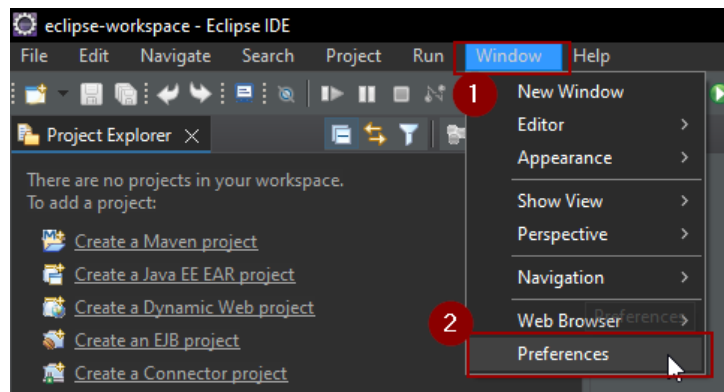 eclipse-workspace - Eclipse IDE
File Edit Navigate Search Project Run Window Help
1
New Window
Project Explorer
Editor
Appearance
There are no projects in your workspace.
To add a project:
Show View
Perspective
Create a Maven project
Create a Java EE EAR project
Navigation
Create a Dynamic Web project
2
Web Browser
Preferences
Create an EJB project
Preferences
Create a Connector project